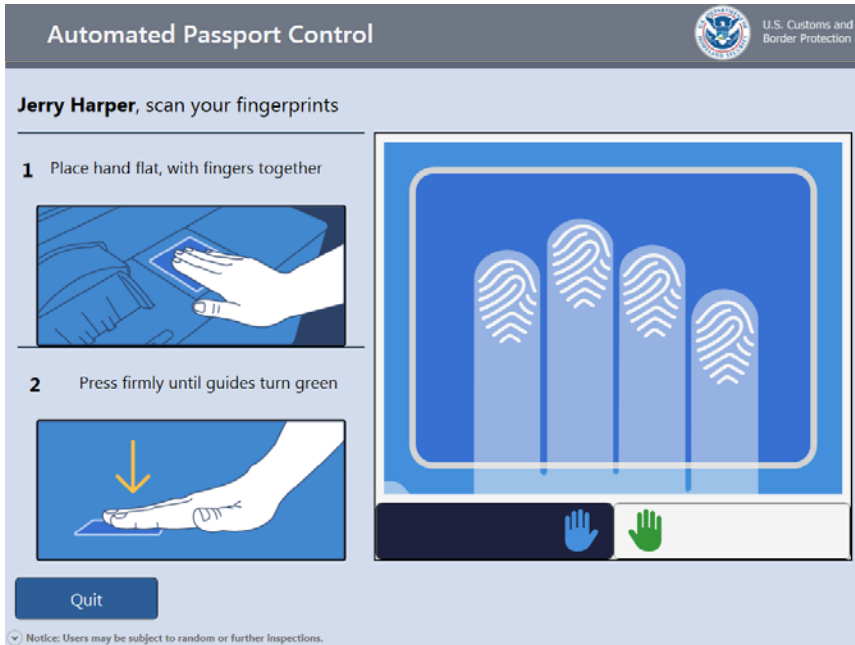 Automated Passport Control
U.S. Customs and
Border Protection
Jerry Harper, scan your fingerprints
1 Place hand flat, with fingers together
2 Press firmly until guides turn green
Quit
Notice: Users may be subject to random or further inspections.